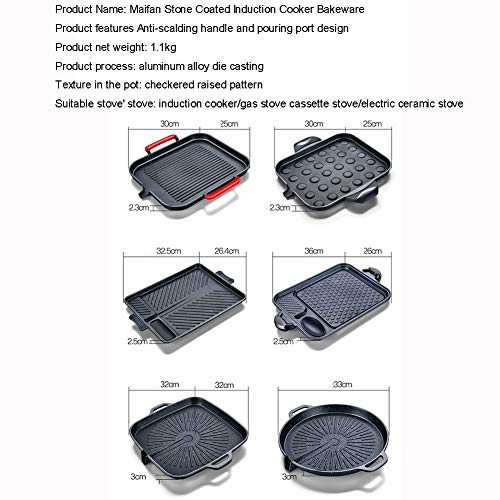 Product Name: Maifan Stone Coated Induction Cooker Bakeware
Product features Anti-scalding handle and pouring port design
Product net weight: 1.1kg
Product process: aluminum alloy die casting
Texture in the pot: checkered raised pattern
Suitable stove' stove: induction cooker/gas stove cassette stove/electric ceramic stove
30cm 25cm 30cm 25cm
2.3cm 2.3cm
32.5cm 26.4cm 36cm 26cm
2.5cm 2.5cm
32cm 32cm 33cm
3cm 3cm